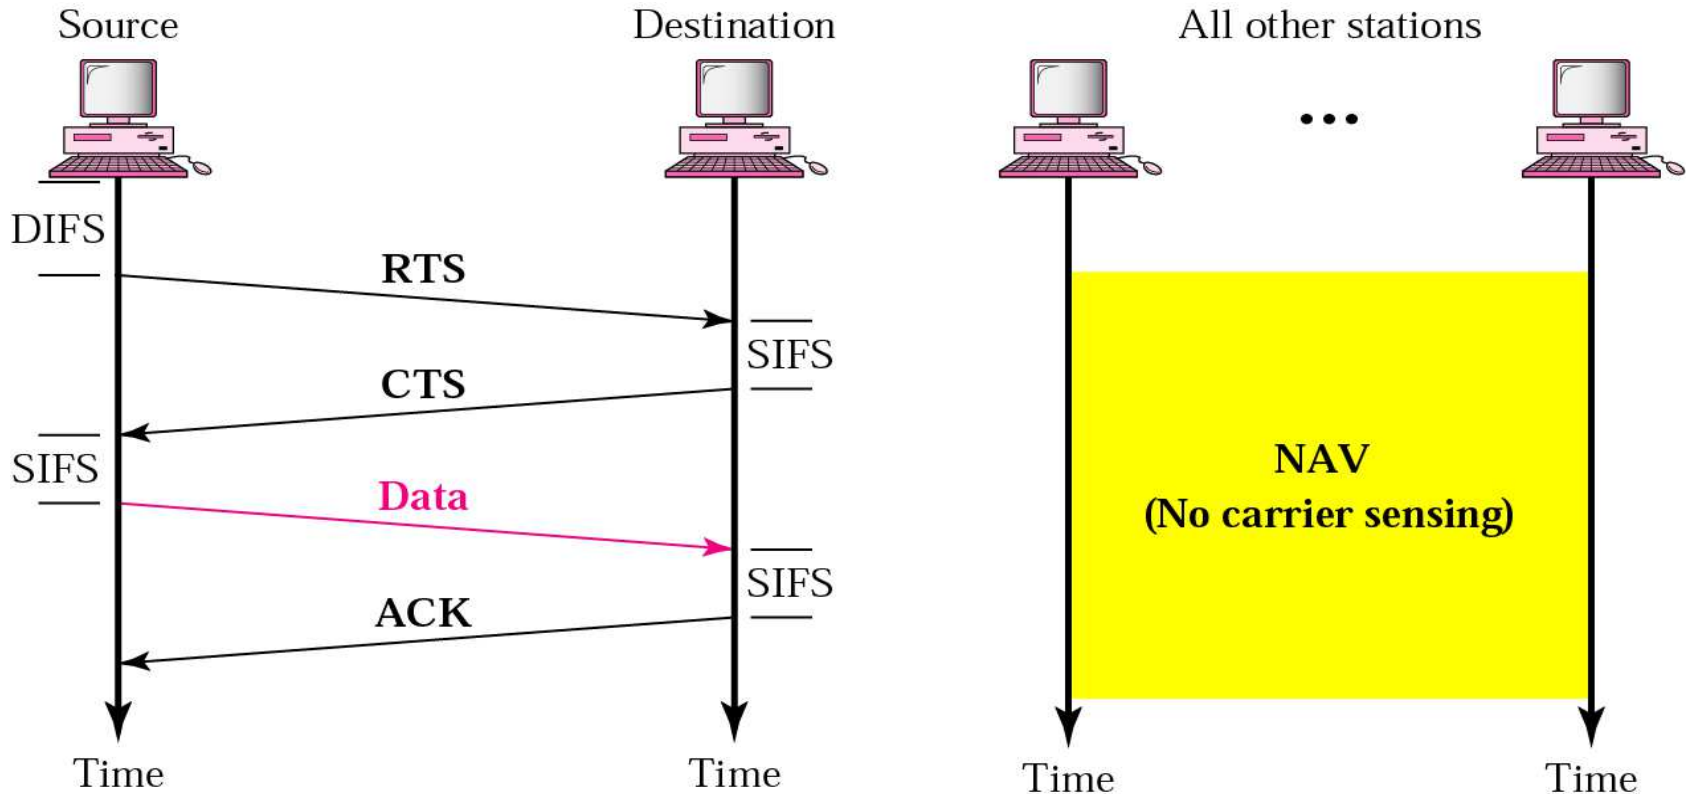 Source
Destination
All other stations
...
DIFS
RTS
SIFS
CTS
SIFS
Data
NAV
(No carrier sensing)
SIFS
ACK
Time
Time
Time
Time